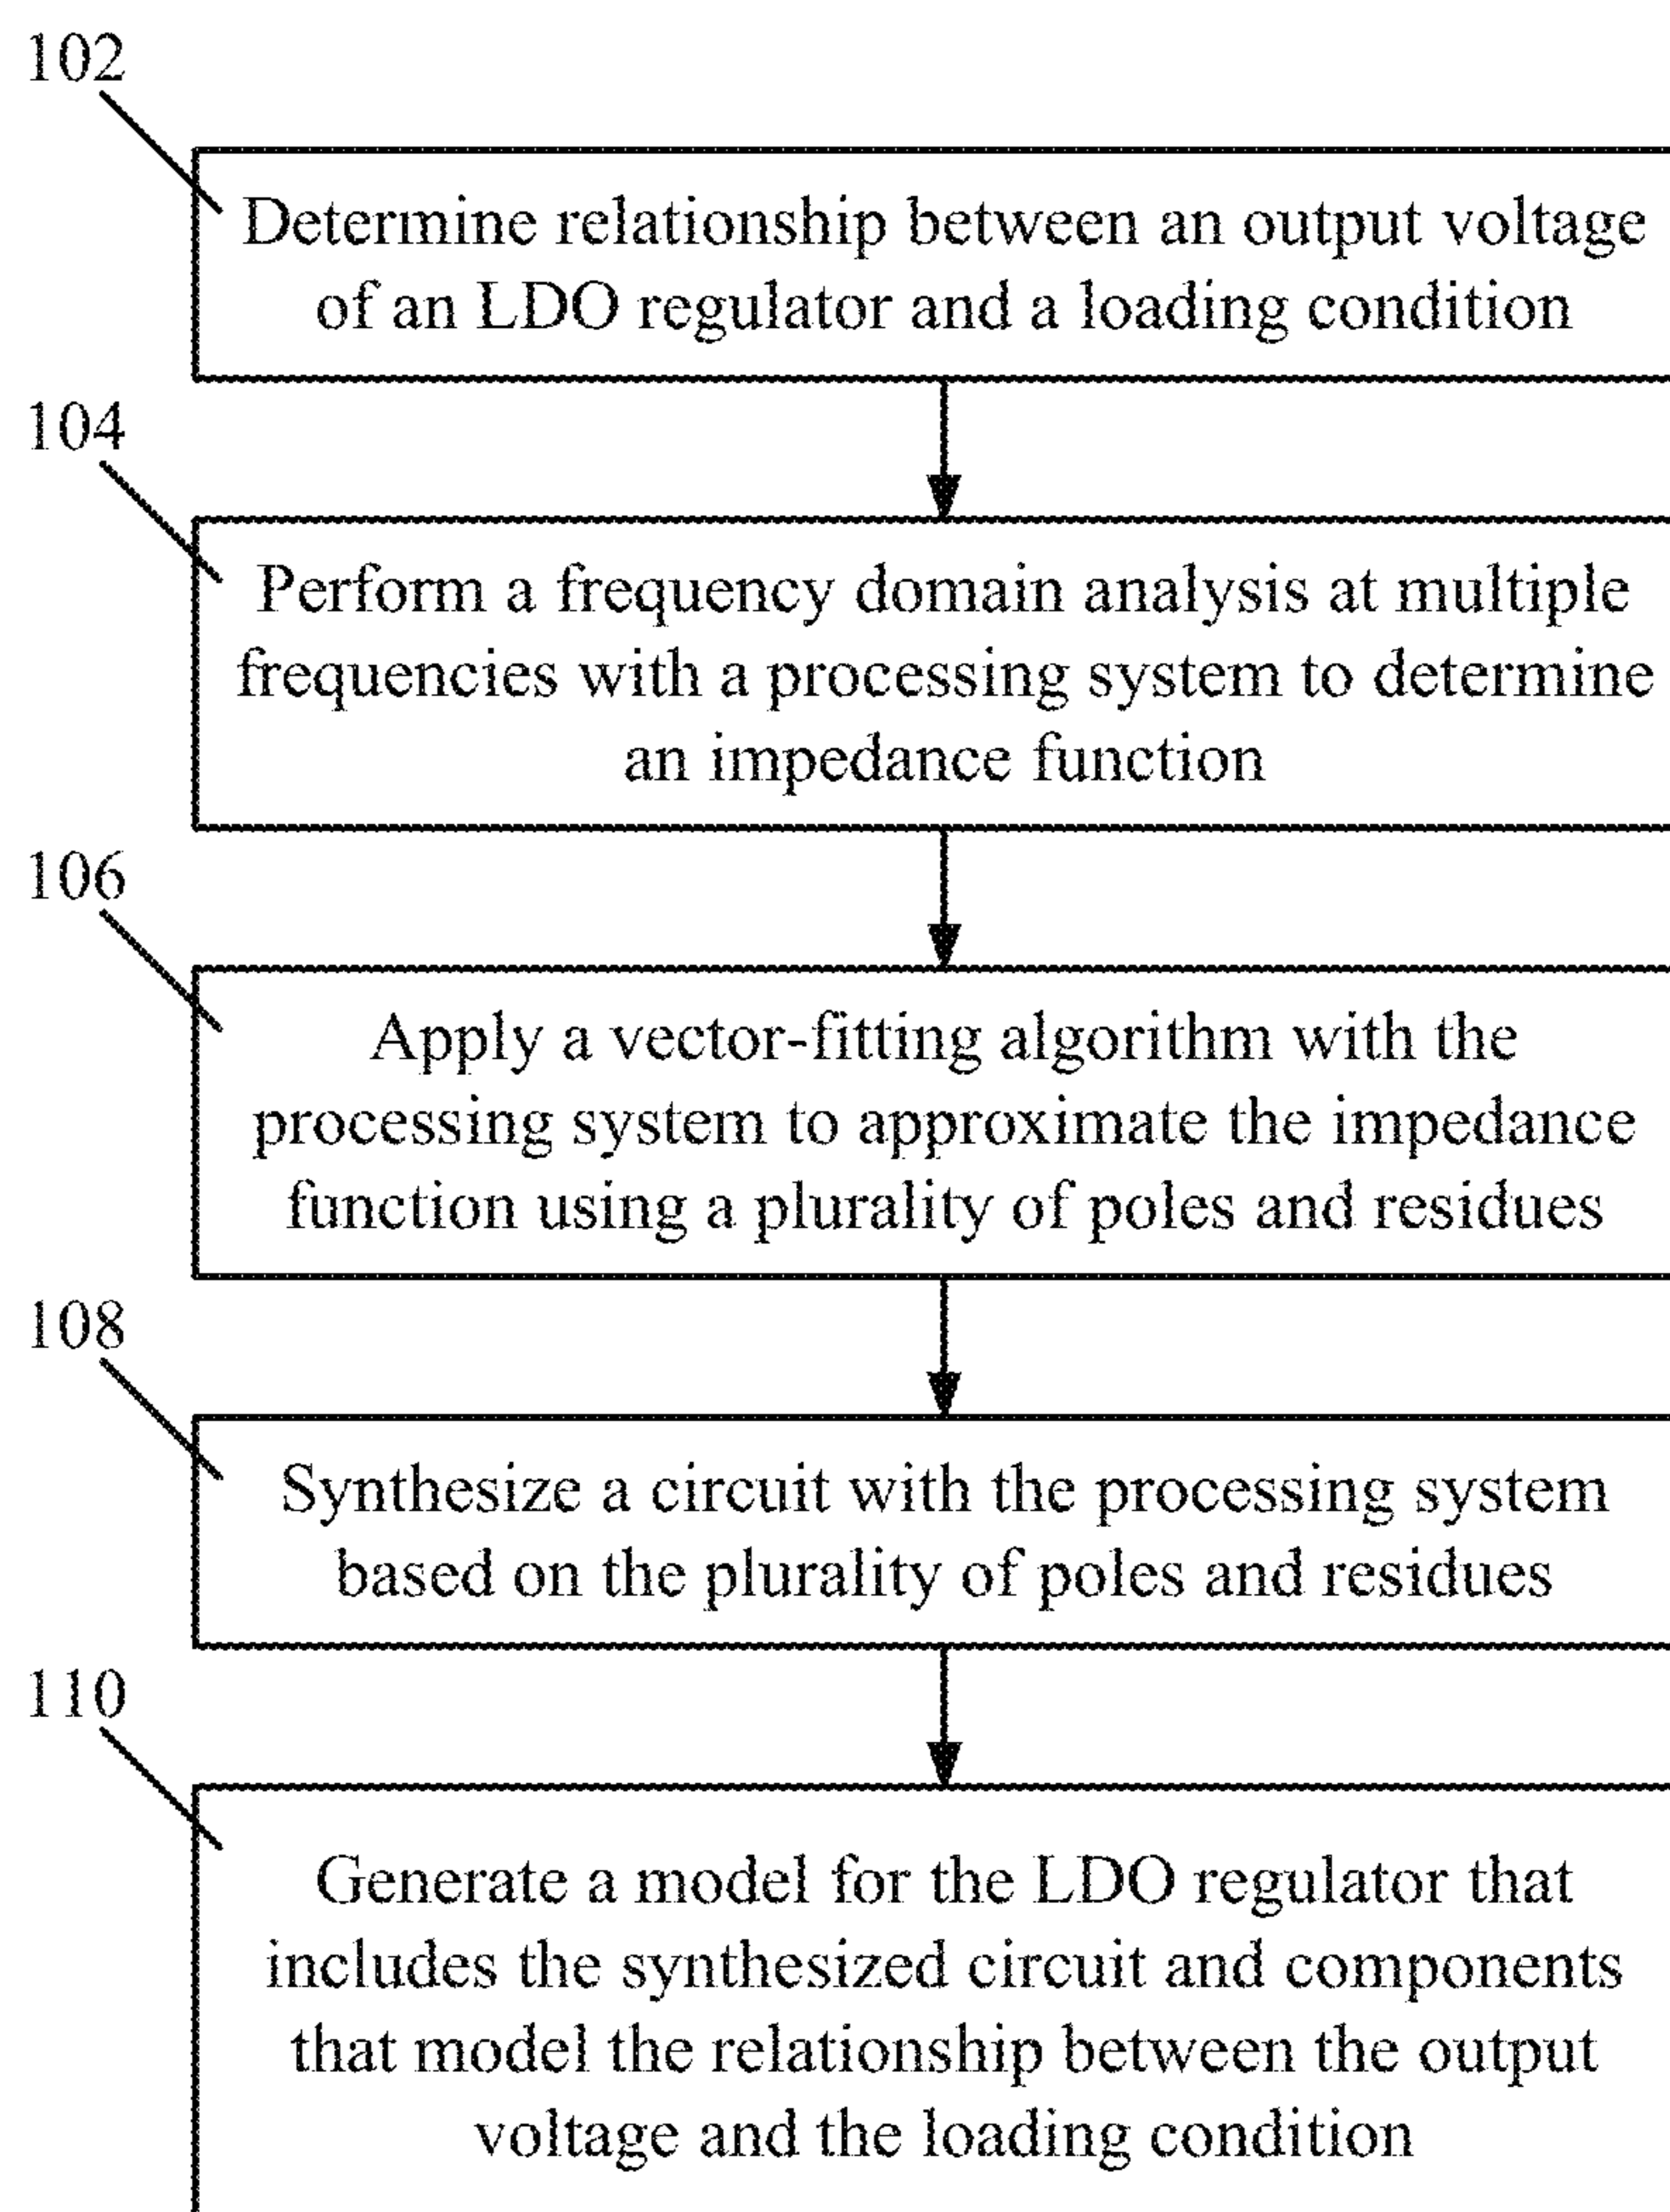 102
Determine relationship between an output voltage
of an LDO regulator and a loading condition
104
Perform a frequency domain analysis at multiple
frequencies with a processing system to determine
an impedance function
106
Apply a vector-fitting algorithm with the
processing system to approximate the impedance
function using a plurality of poles and residues
108
Synthesize a circuit with the processing system
based on the plurality of poles and residues
110
Generate a model for the LDO regulator that
includes the synthesized circuit and components
that model the relationship between the output
voltage and the loading condition